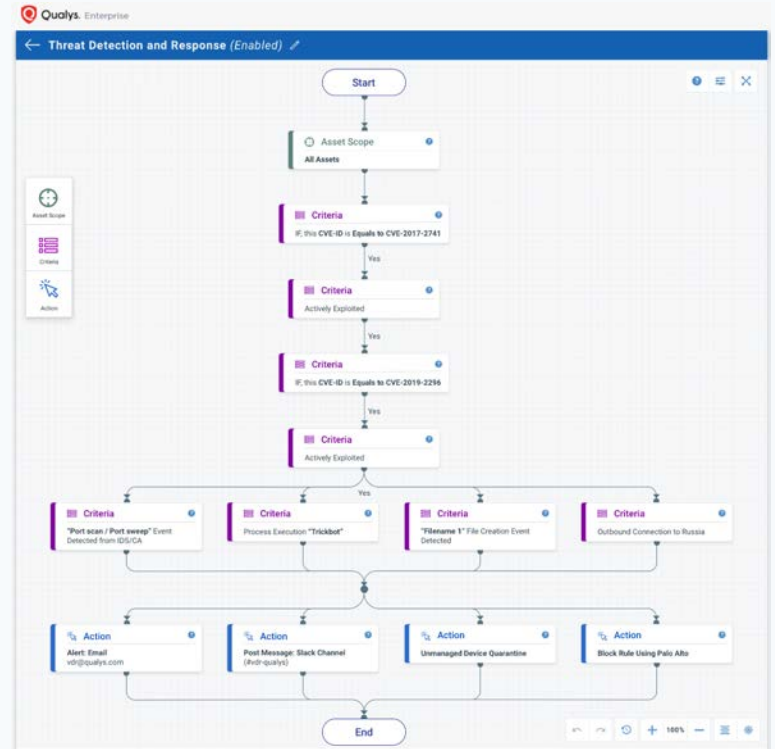 Qualys. Enterprise
Threat Detection and Response (Enabled)
Start
Asset Scope
All Assets
Asset Scope
Criteria
Action
Criteria
IF, this CVE-ID is Equals to CVE-2017-2741
Yes
Criteria
Actively Exploited
Yes
Criteria
IF, this CVE-ID is Equals to CVE-2019-2296
Yes
Criteria
Actively Exploited
Yes
Criteria
"Port scan / Port sweep" Event
Detected from IDS/CA
Criteria
Process Execution "Trickbot"
Criteria
"Filename 1" File Creation Event
Detected
Criteria
Outbound Connection to Russia
Action
Alert: Email
vdr@qualys.com
Action
Post Message: Slack Channel
(#vdr-qualys)
Action
Unmanaged Device Quarantine
Action
Block Rule Using Palo Alto
End
100%